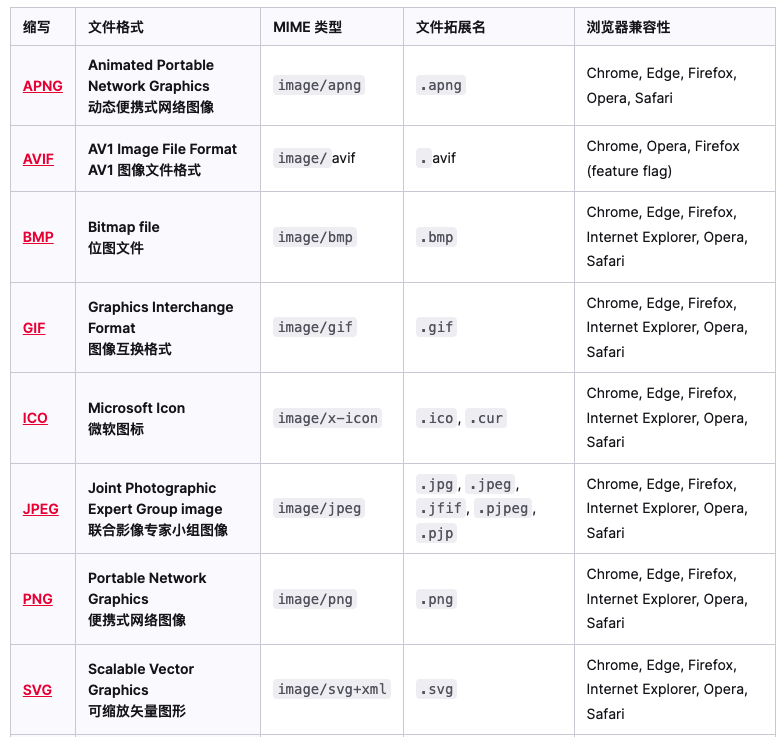 缩写 文件格式 MIME 类型 文件拓展名 浏览器兼容性
APNG Animated Portable Network Graphics 动态便携式网络图像 image/apng .apng Chrome, Edge, Firefox, Opera, Safari
AVIF AV1 Image File Format AV1 图像文件格式 image/ avif . avif Chrome, Opera, Firefox (feature flag)
BMP Bitmap file 位图文件 image/bmp .bmp Chrome, Edge, Firefox, Internet Explorer, Opera, Safari
GIF Graphics Interchange Format 图像互换格式 image/gif .gif Chrome, Edge, Firefox, Internet Explorer, Opera, Safari
ICO Microsoft Icon 微软图标 image/x-icon .ico, .cur Chrome, Edge, Firefox, Internet Explorer, Opera, Safari
JPEG Joint Photographic Expert Group image 联合影像专家小组图像 image/jpeg .jpg, .jpeg, .jfif, .pjpeg, .pjp Chrome, Edge, Firefox, Internet Explorer, Opera, Safari
PNG Portable Network Graphics 便携式网络图像 image/png .png Chrome, Edge, Firefox, Internet Explorer, Opera, Safari
SVG Scalable Vector Graphics 可缩放矢量图形 image/svg+xml .svg Chrome, Edge, Firefox, Internet Explorer, Opera, Safari